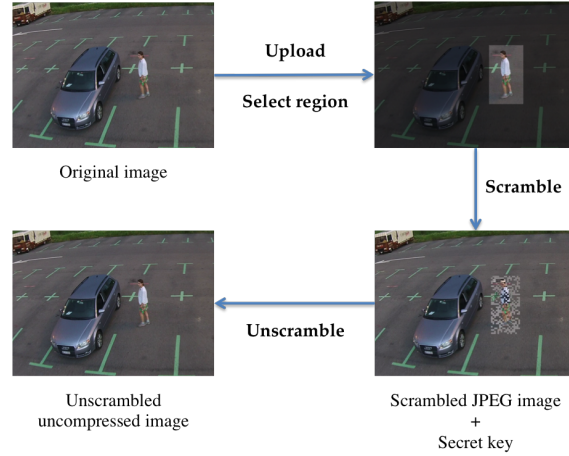 Upload
Select region
Original image
Scramble
Unscramble
Unscrambled
uncompressed image
Scrambled JPEG image
+
Secret key